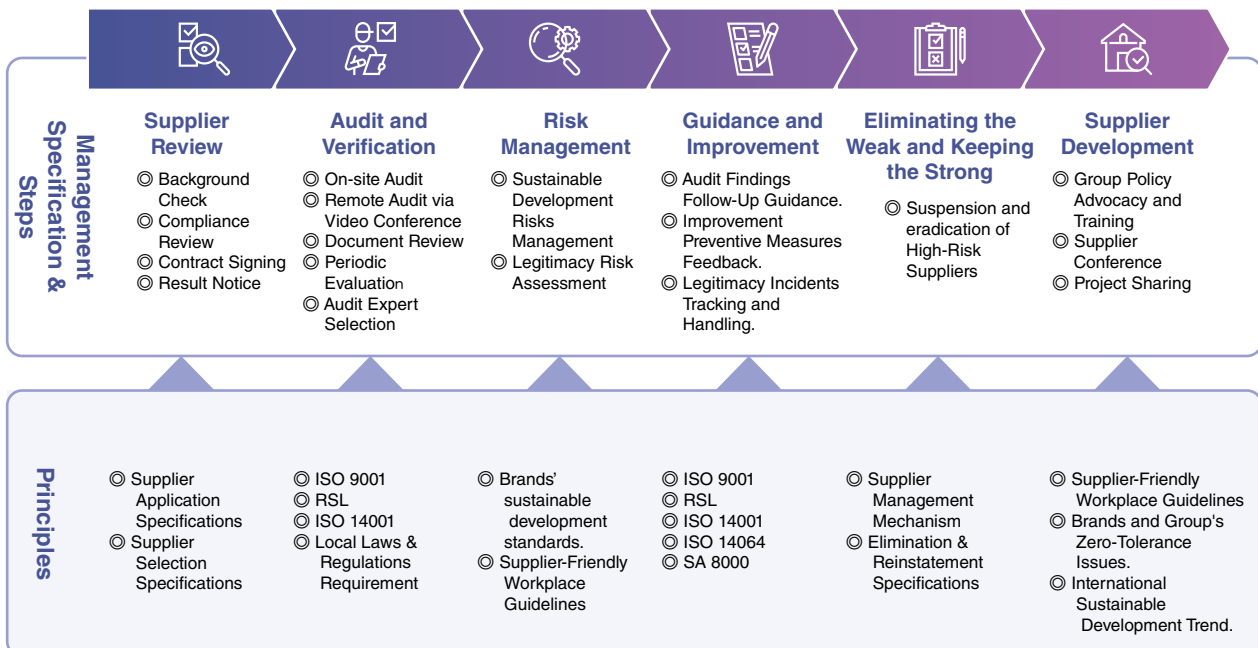 Management
Specification &
Steps
Supplier
Review
◎ Background
Check
◎ Compliance
Review
◎ Contract Signing
◎ Result Notice
Audit and
Verification
◎ On-site Audit
◎ Remote Audit via
Video Conference
◎ Document Review
◎ Periodic
Evaluation
◎ Audit Expert
Selection
Risk
Management
◎ Sustainable
Development
Risks
Management
◎ Legitimacy Risk
Assessment
Guidance and
Improvement
◎ Audit Findings
Follow-Up Guidance.
◎ Improvement
Preventive Measures
Feedback.
◎ Legitimacy Incidents
Tracking and
Handling.
Eliminating the
Weak and Keeping
the Strong
◎ Suspension and
eradication of
High-Risk
Suppliers
Supplier
Development
◎ Group Policy
Advocacy and
Training
◎ Supplier
Conference
◎ Project Sharing
Principles
◎ Supplier
Application
Specifications
◎ Supplier
Selection
Specifications
◎ ISO 9001
◎ RSL
◎ ISO 14001
◎ Local Laws &
Regulations
Requirement
◎ Brands’
sustainable
development
standards.
◎ Supplier-Friendly
Workplace
Guidelines
◎ ISO 9001
◎ RSL
◎ ISO 14001
◎ ISO 14064
◎ SA 8000
◎ Supplier
Management
Mechanism
◎ Elimination &
Reinstatement
Specifications
◎ Supplier-Friendly
Workplace Guidelines
◎ Brands and Group's
Zero-Tolerance
Issues.
◎ International
Sustainable
Development Trend.